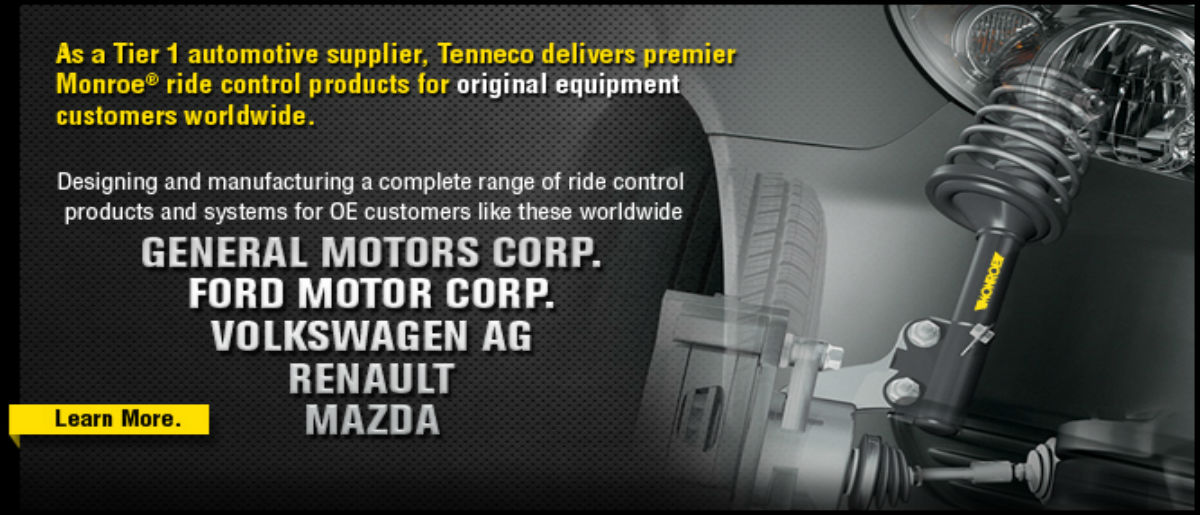 As a Tier 1 automotive supplier, Tenneco delivers premier
Monroe® ride control products for original equipment
customers worldwide.
Designing and manufacturing a complete range of ride control
products and systems for OE customers like these worldwide
GENERAL MOTORS CORP.
FORD MOTOR CORP.
VOLKSWAGEN AG
RENAULT
MAZDA
Learn More.
MONROE